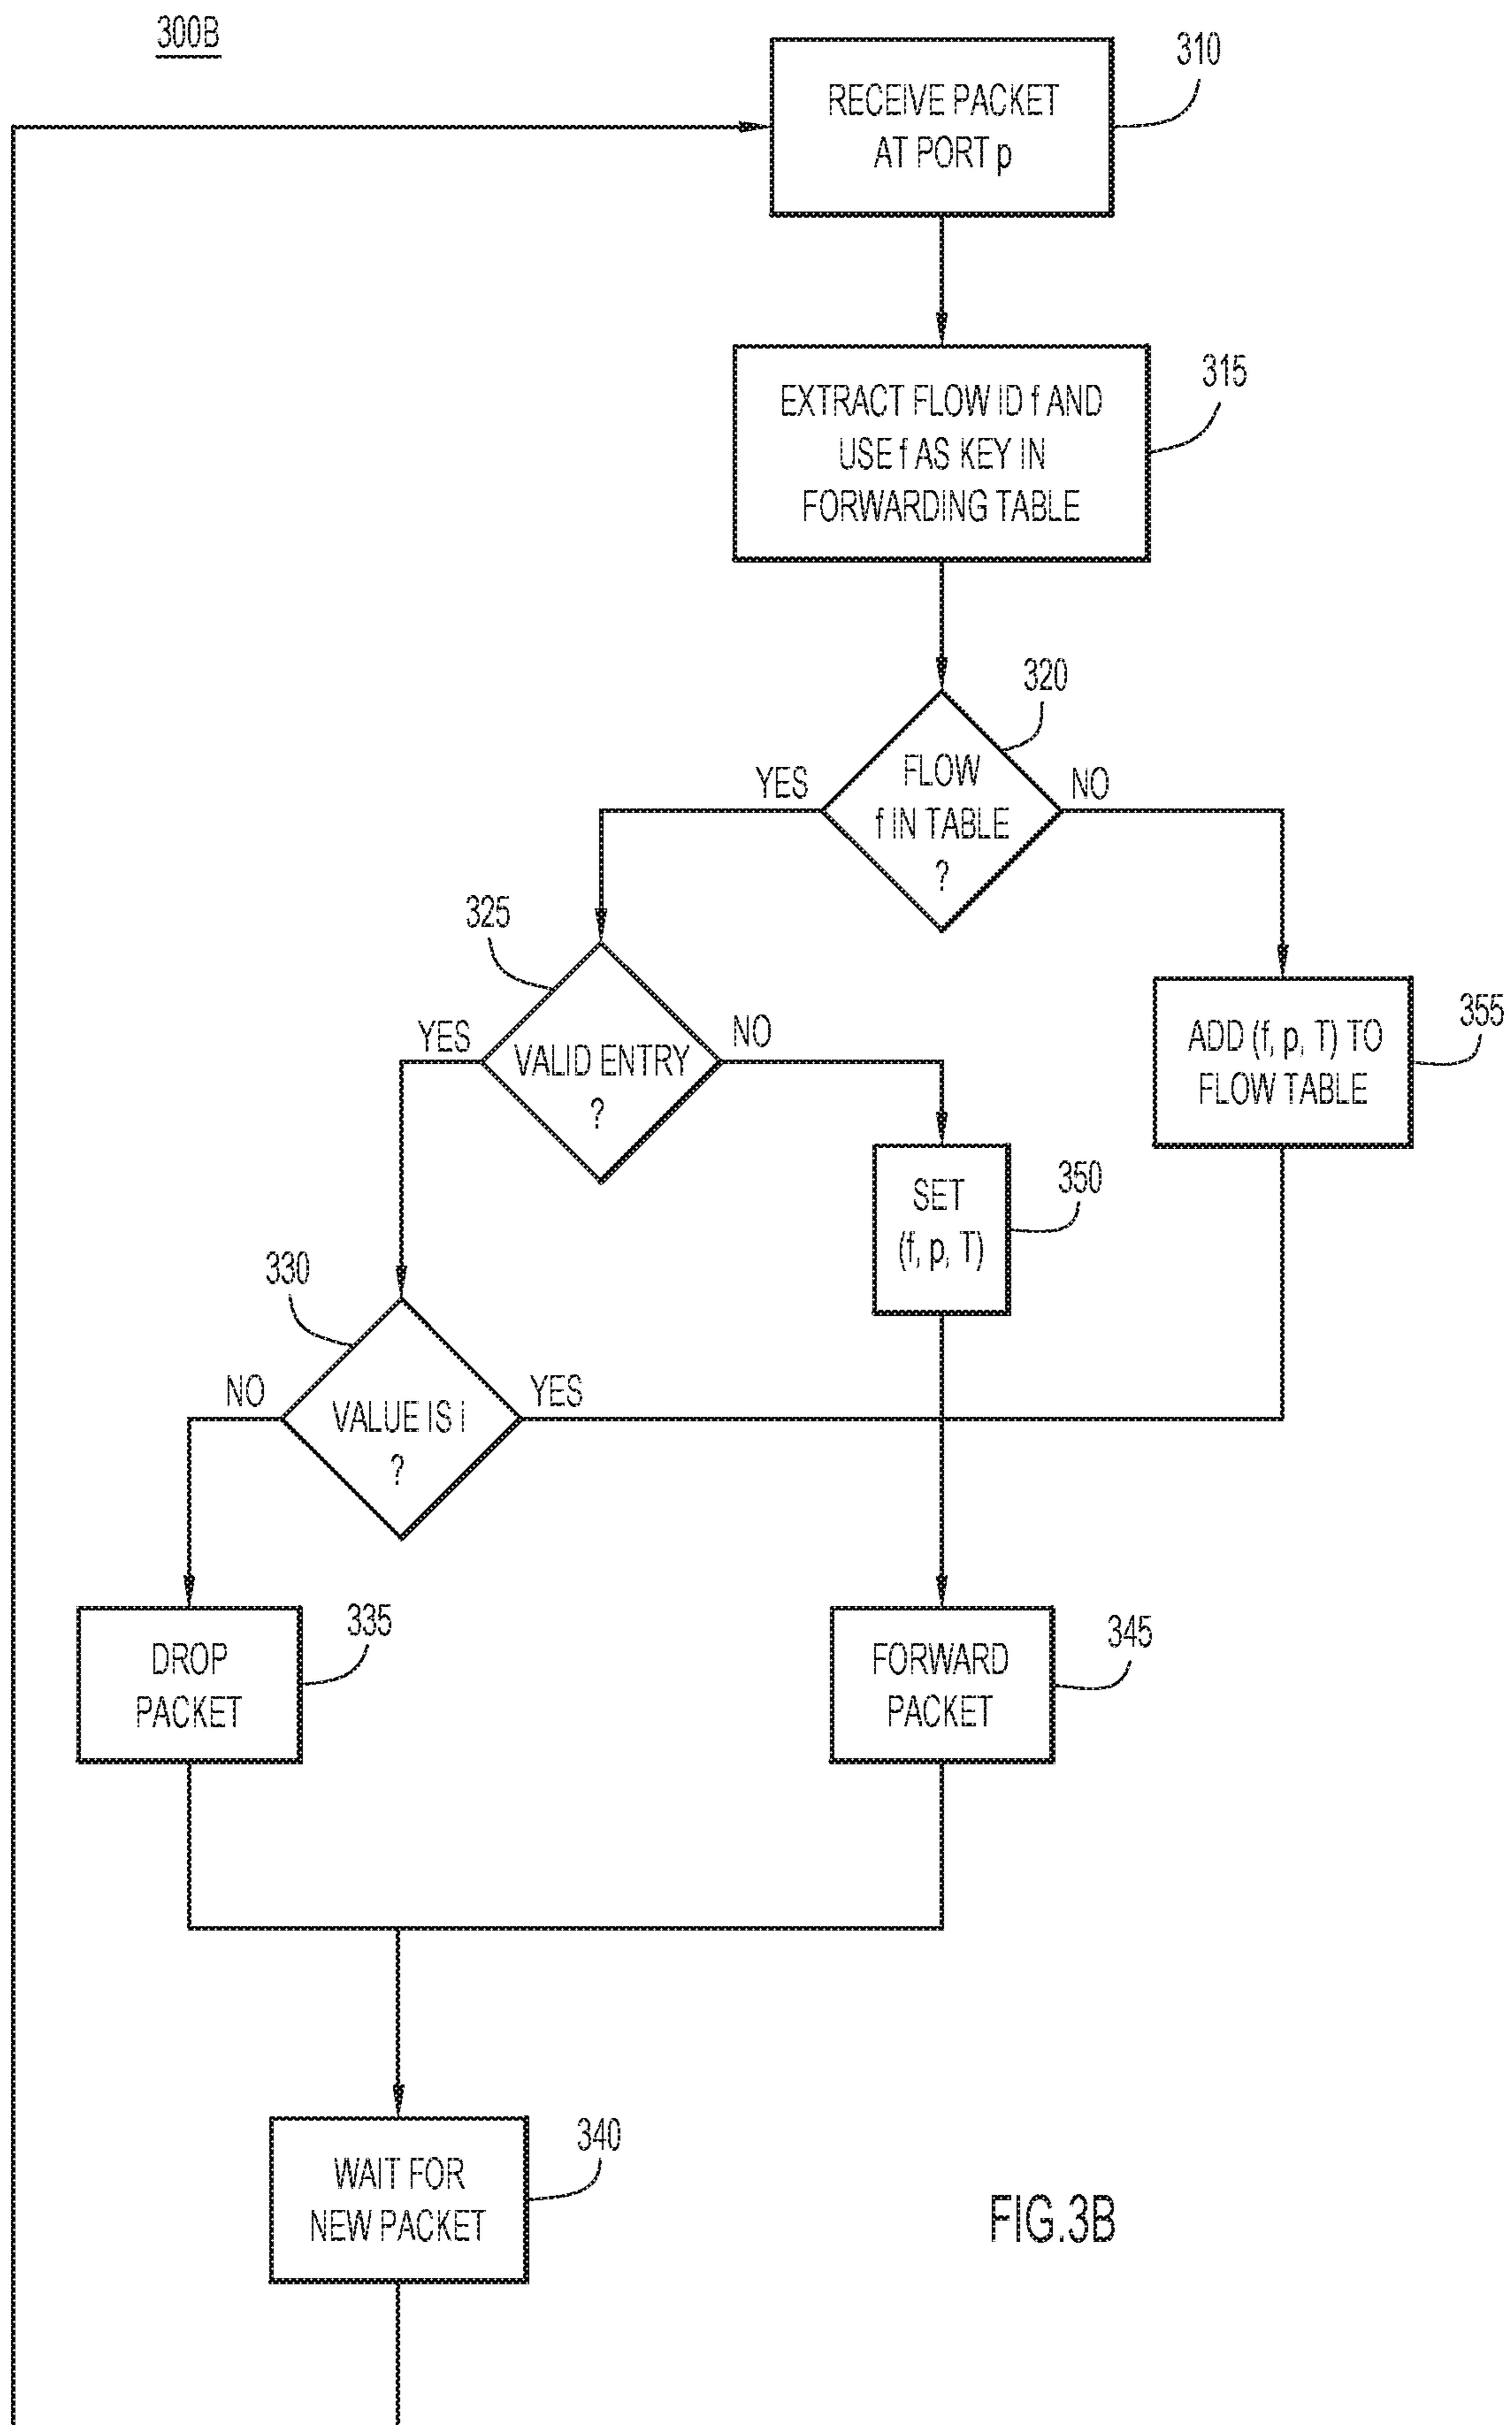 300B
310
RECEIVE PACKET
AT PORT p
315
EXTRACT FLOW ID f AND
USE f AS KEY IN
FORWARDING TABLE
320
YES
FLOW
f IN TABLE
?
NO
325
YES
VALID ENTRY
?
NO
355
ADD (f, p, T) TO
FLOW TABLE
350
SET
(f, p, T)
330
NO
VALUE IS i
?
YES
335
DROP
PACKET
345
FORWARD
PACKET
340
WAIT FOR
NEW PACKET
FIG.3B